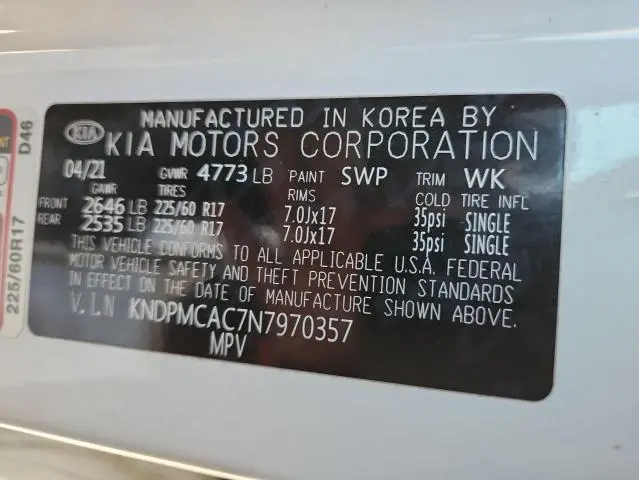 MANUFACTURED IN KOREA BY
KIA KIA MOTORS CORPORATION
04/21 GVWR 4773 LB PAINT SWP TRIM WK
GAWR TIRES RIMS COLD TIRE INFL
FRONT 2646 LB 225/60 R17 7.0Jx17 35psi SINGLE
REAR 2535 LB 225/60 R17 7.0Jx17 35psi SINGLE
THIS VEHICLE CONFORMS TO ALL APPLICABLE U.S.A. FEDERAL
MOTOR VEHICLE SAFETY AND THEFT PREVENTION STANDARDS
IN EFFECT ON THE DATE OF MANUFACTURE SHOWN ABOVE.
V.I.N KNDPMCAC7N7970357
MPV
D46
225/60R17